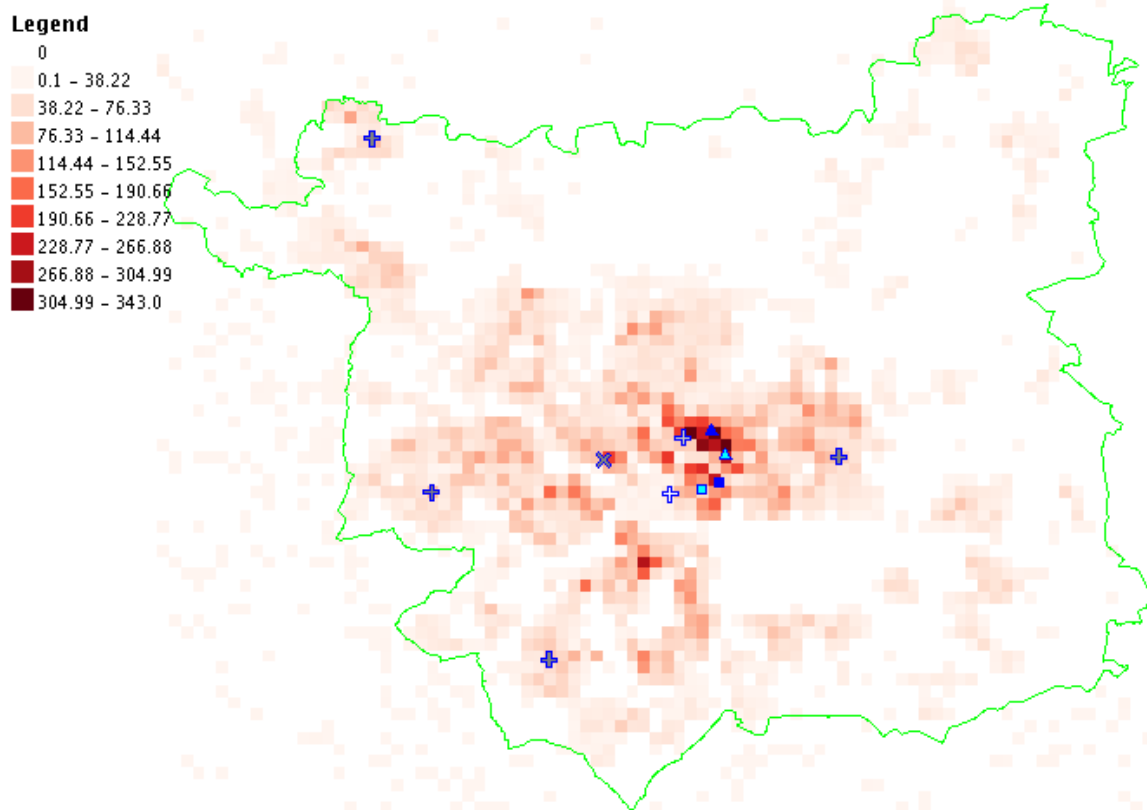 Legend
0
0.1 – 38.22
38.22 – 76.33
76.33 – 114.44
114.44 – 152.55
152.55 – 190.66
190.66 – 228.77
228.77 – 266.88
266.88 – 304.99
304.99 – 343.0